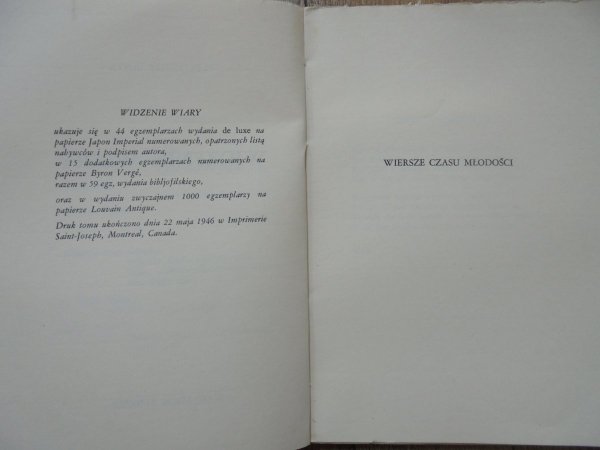 WIDZENIE WIARY
ukazuje się w 44 egzemplarzach wydania de luxe na
papierze Japon Imperial numerowanych, opatrzonych listą
nabywców i podpisem autora,
w 15 dodatkowych egzemplarzach numerowanych na
papierze Byron Vergé,
razem w 59 egz. wydania bibljofilskiego,
oraz w wydaniu zwyczajnem 1000 egzemplarzy na
papierze Louvain Antique.
Druk tomu ukończono dnia 22 maja 1946 w Imprimerie
Saint-Joseph, Montreal, Canada.
WIERSZE CZASU MŁODOŚCI